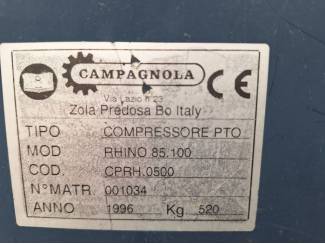 CAMPAGNOLA
CE
Via Lazio n 23
Zola Predosa Bo Italy
TIPO COMPRESSORE PTO
MOD RHINO 85.100
COD. CPRH.0500
N°MATR. 001034
ANNO 1996 Kg 520